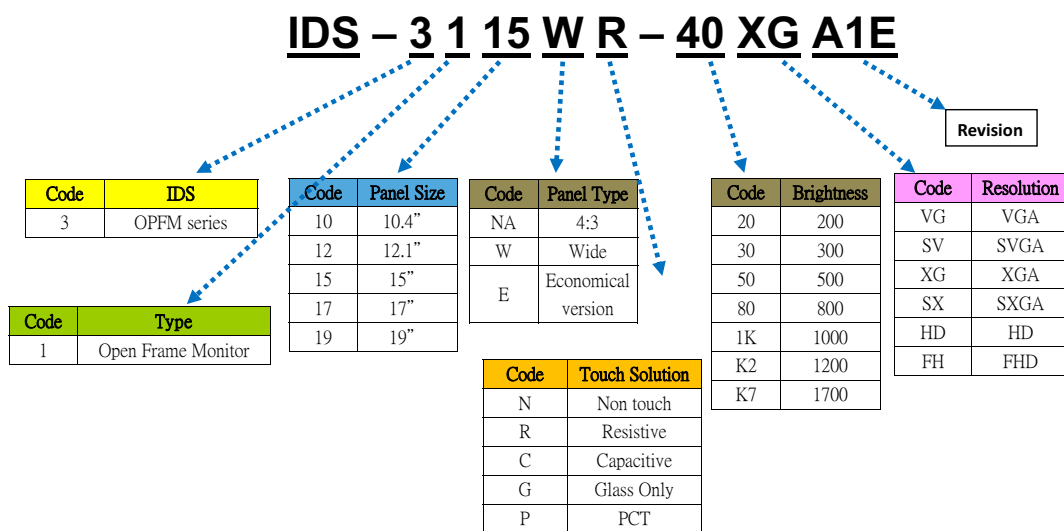 IDS – 3 1 15 W R – 40 XG A1E
Revision
Code IDS
3 OPFM series
Code Type
1 Open Frame Monitor
Code Panel Size
10 10.4”
12 12.1”
15 15”
17 17”
19 19”
Code Panel Type
NA 4:3
W Wide
E Economical
version
Code Touch Solution
N Non touch
R Resistive
C Capacitive
G Glass Only
P PCT
Code Brightness
20 200
30 300
50 500
80 800
1K 1000
K2 1200
K7 1700
Code Resolution
VG VGA
SV SVGA
XG XGA
SX SXGA
HD HD
FH FHD